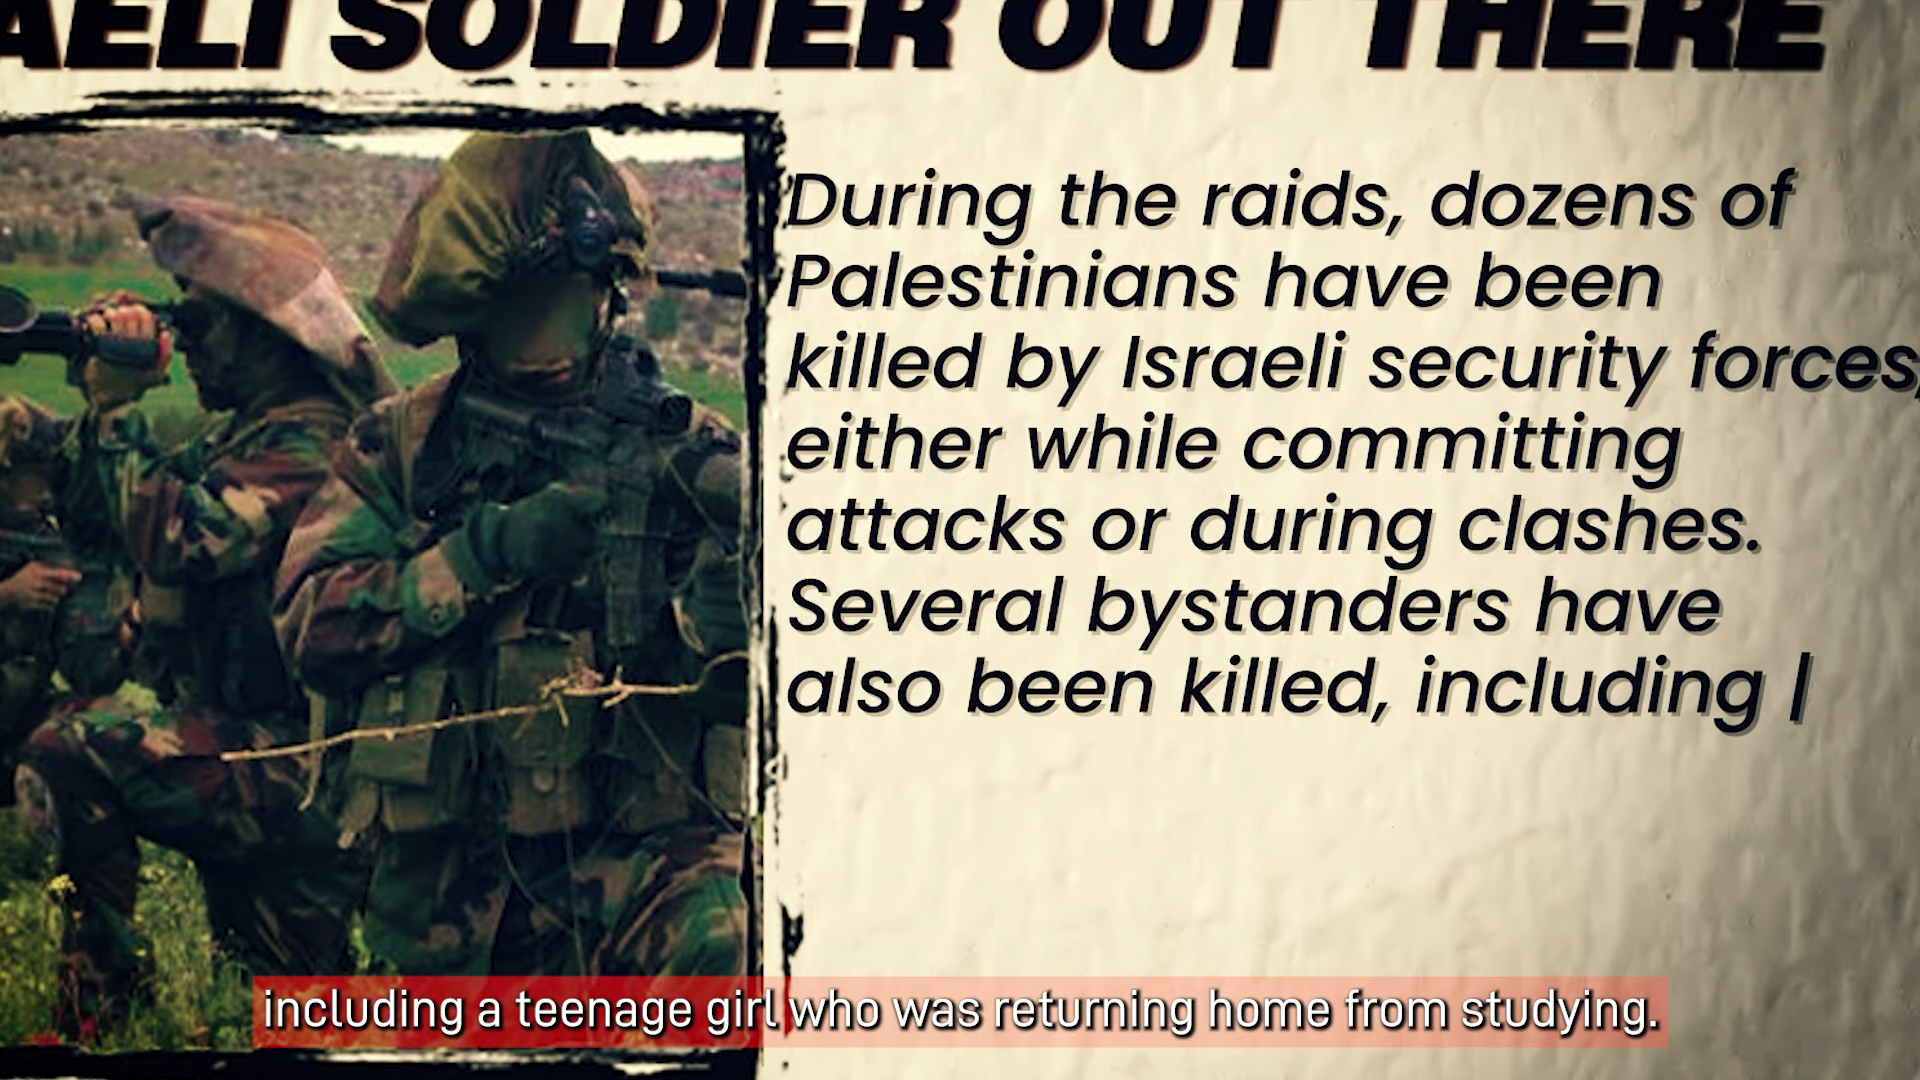 AELI SOLDIER OUT THERE
During the raids, dozens of
Palestinians have been
killed by Israeli security forces,
either while committing
attacks or during clashes.
Several bystanders have
also been killed, including |
including a teenage girl who was returning home from studying.